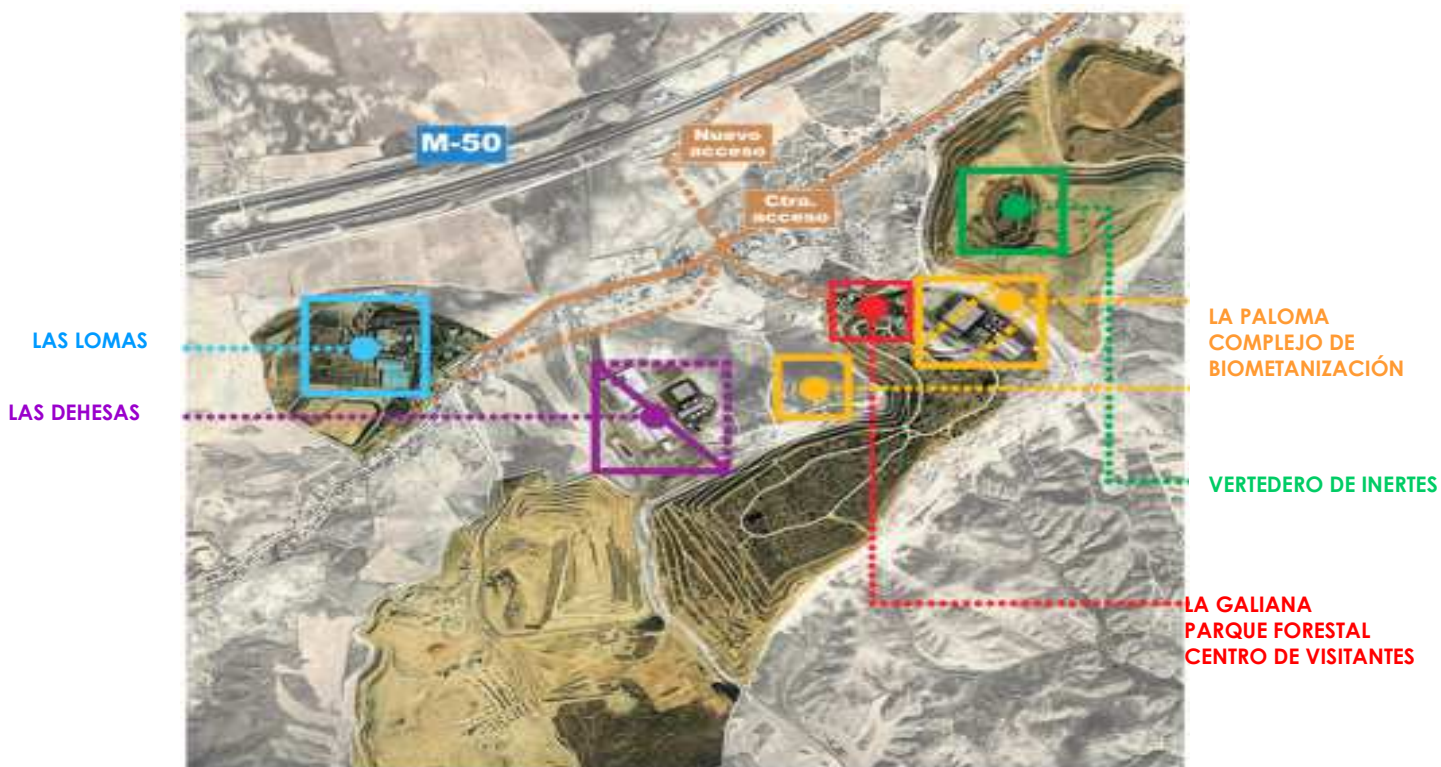 M-50
Nuevo
acceso
Ctra.
acceso
LAS LOMAS
LAS DEHESAS
LA PALOMA
COMPLEJO DE
BIOMETANIZACIÓN
VERTEDERO DE INERTES
LA GALIANA
PARQUE FORESTAL
CENTRO DE VISITANTES